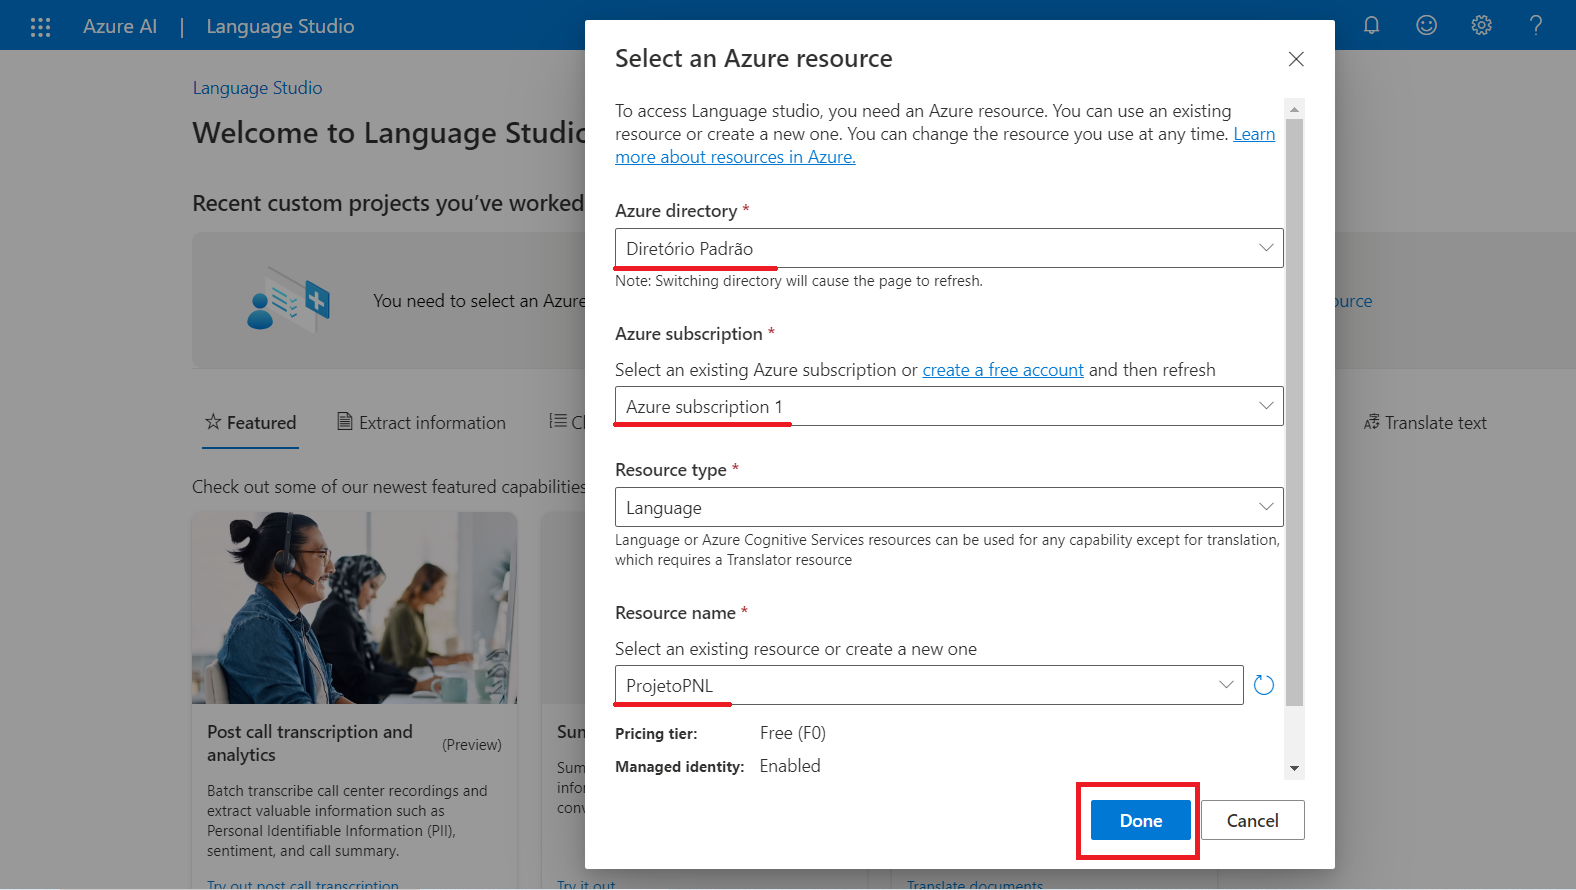 Azure AI | Language Studio
Language Studio
Welcome to Language Studio
Recent custom projects you've worked
You need to select an Azure
Featured
Extract information
Translate text
Check out some of our newest featured capabilities
Post call transcription and
analytics
(Preview)
Batch transcribe call center recordings and
extract valuable information such as
Personal Identifiable Information (PII),
sentiment, and call summary.
Try out post call transcription
Try it out
Translate documents
Select an Azure resource
To access Language studio, you need an Azure resource. You can use an existing
resource or create a new one. You can change the resource you use at any time. Learn
more about resources in Azure.
Azure directory *
Diretório Padrão
Note: Switching directory will cause the page to refresh.
Azure subscription *
Select an existing Azure subscription or create a free account and then refresh
Azure subscription 1
Resource type *
Language
Language or Azure Cognitive Services resources can be used for any capability except for translation,
which requires a Translator resource
Resource name *
Select an existing resource or create a new one
ProjetoPNL
Pricing tier: Free (F0)
Managed identity: Enabled
Done
Cancel